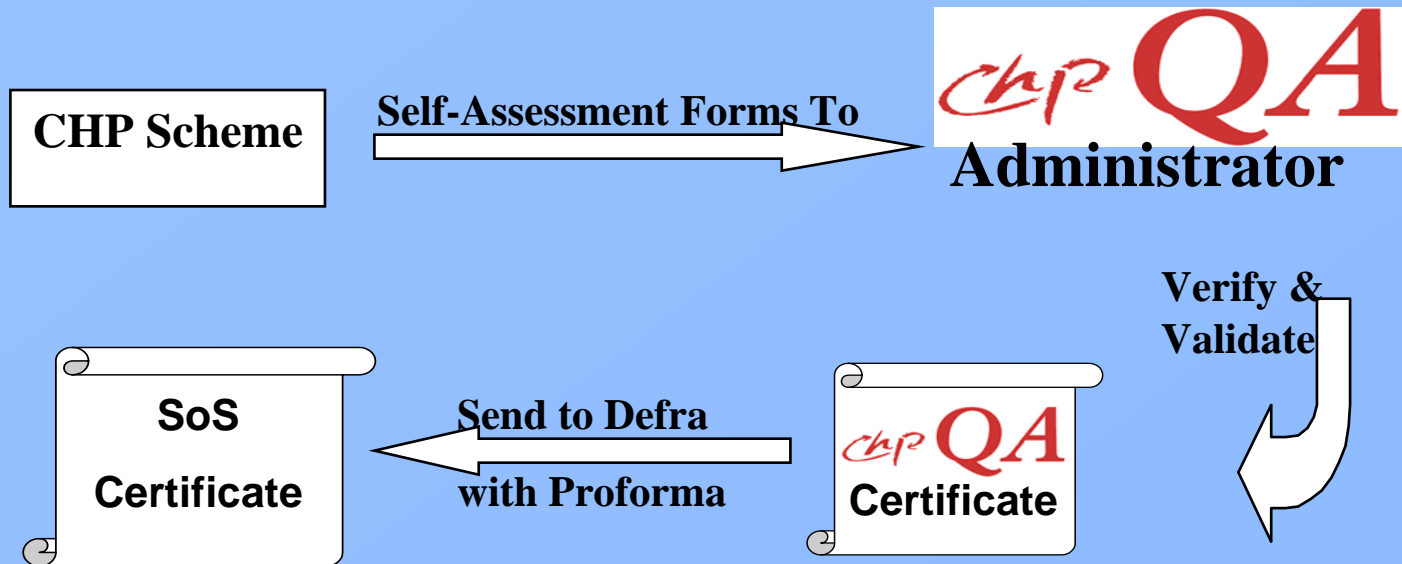 CHP Scheme
Self-Assessment Forms To
chp QA
Administrator
Verify &
Validate
chp QA
Certificate
Send to Defra
with Proforma
SoS
Certificate